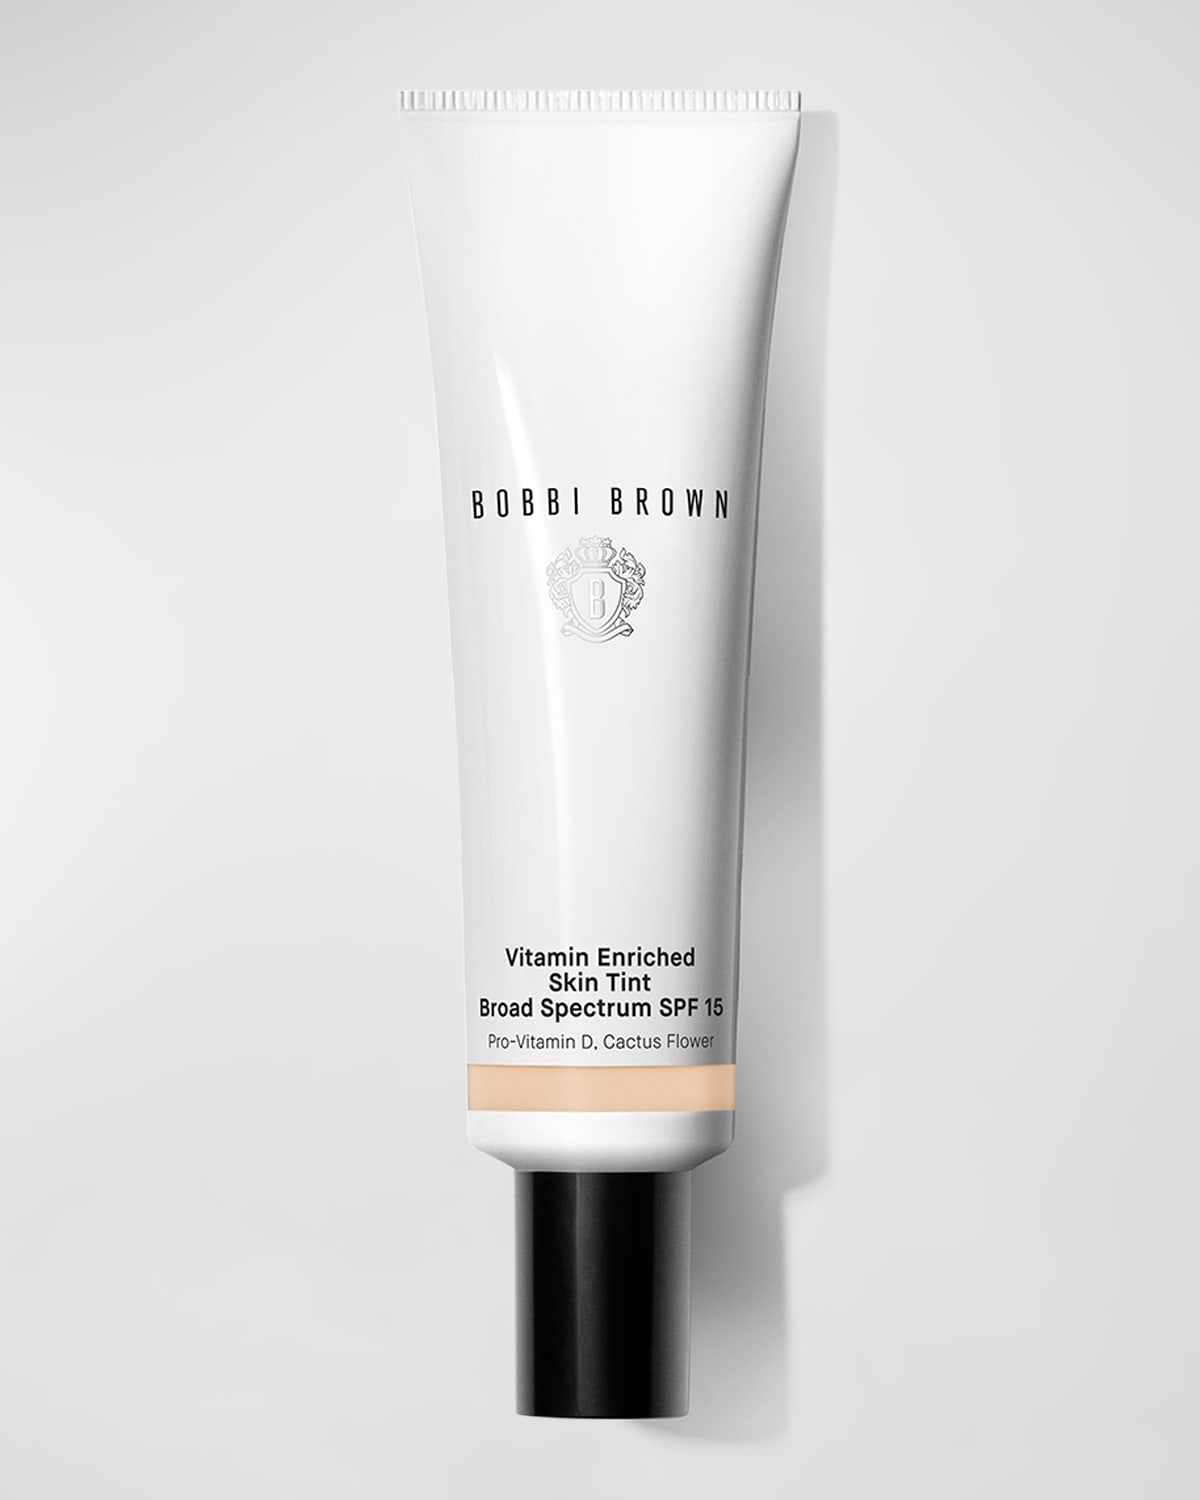 BOBBI BROWN
B
Vitamin Enriched
Skin Tint
Broad Spectrum SPF 15
Pro-Vitamin D, Cactus Flower